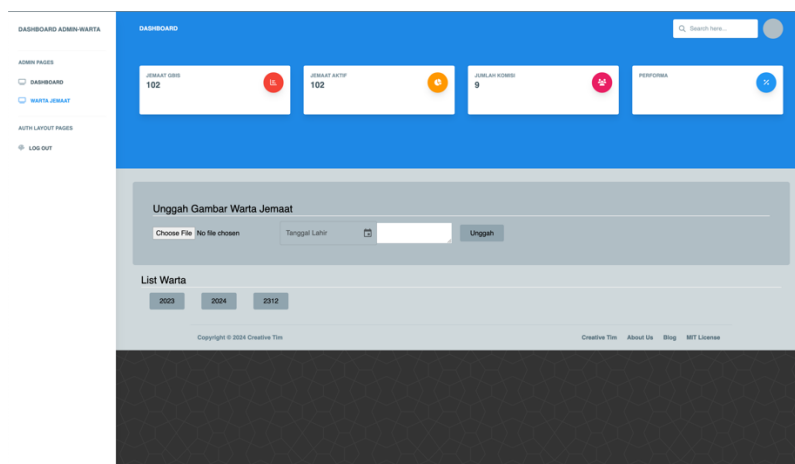 DASHBOARD ADMIN-WARTA
ADMIN PAGES
DASHBOARD
WARTA JEMAAT
AUTH LAYOUT PAGES
LOG OUT
DASHBOARD
Search here...
JEMAAT GBIS
102
JEMAAT AKTIF
102
JUMLAH KOMISI
9
PERFORMA
Unggah Gambar Warta Jemaat
Choose File No file chosen
Tanggal Lahir
Unggah
List Warta
2023 2024 2312
Copyright © 2024 Creative Tim
Creative Tim About Us Blog MIT License